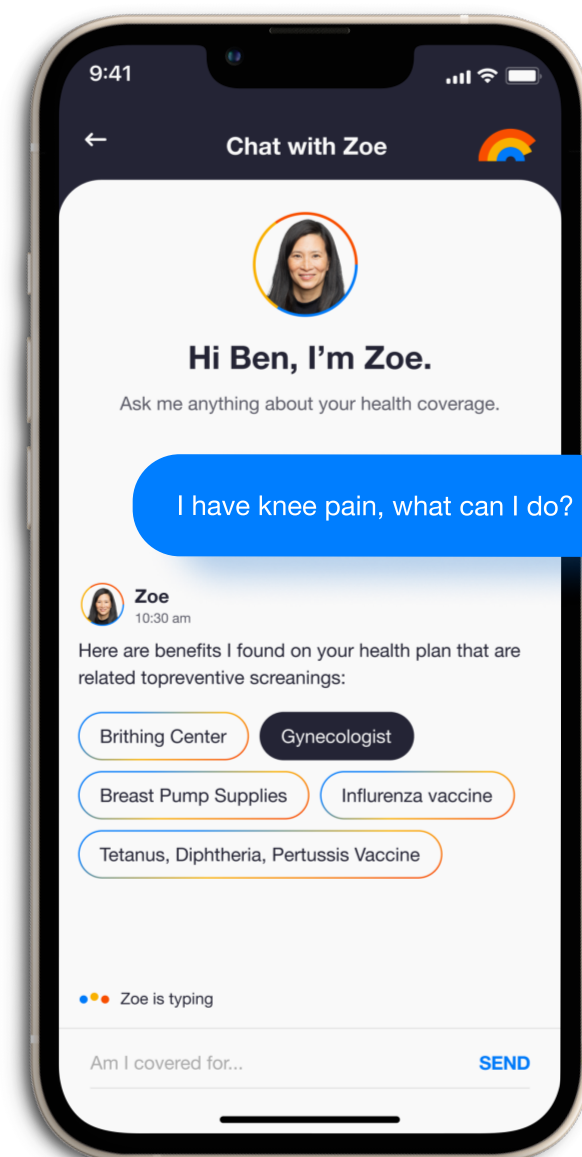 9:41
Chat with Zoe
Hi Ben, I’m Zoe.
Ask me anything about your health coverage.
I have knee pain, what can I do?
Zoe
10:30 am
Here are benefits I found on your health plan that are
related topreventive screanings:
Brithing Center
Gynecologist
Breast Pump Supplies
Influrenza vaccine
Tetanus, Diphtheria, Pertussis Vaccine
Zoe is typing
Am I covered for...
SEND